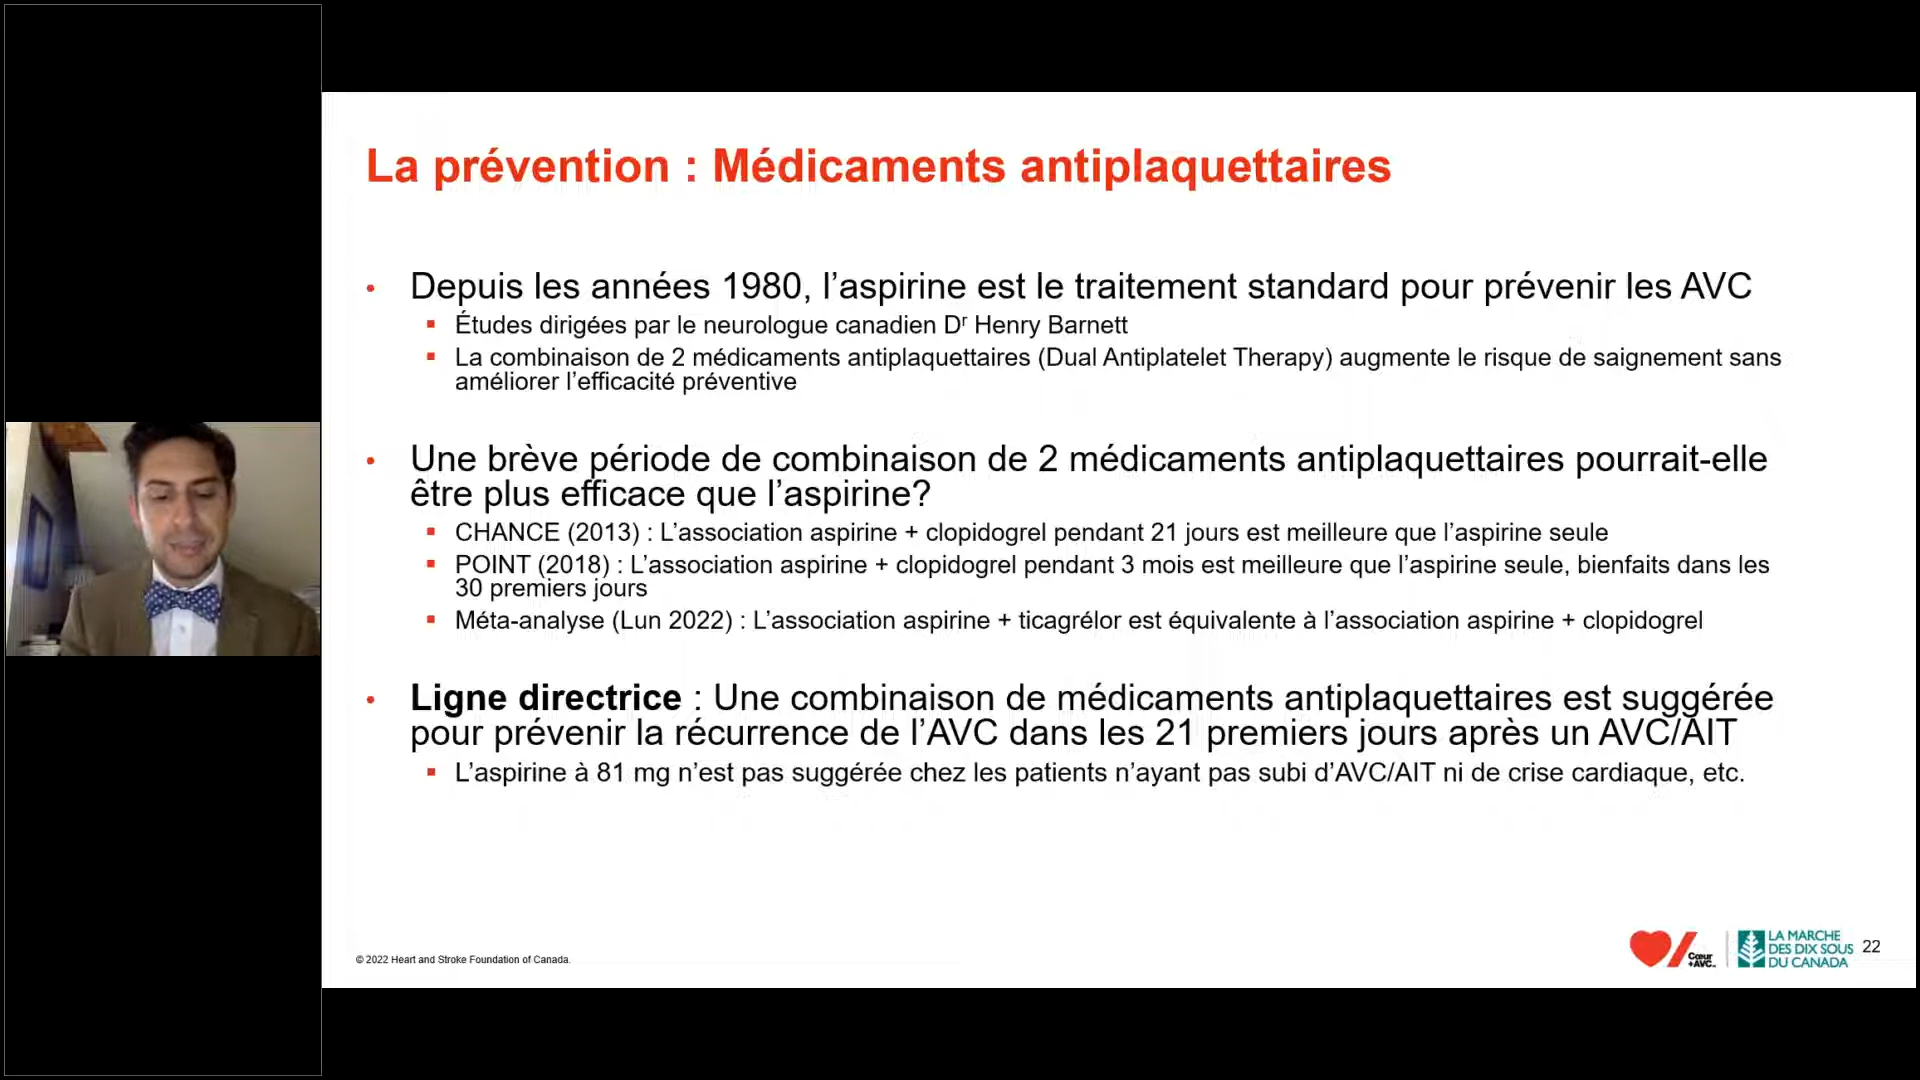 La prévention : Médicaments antiplaquettaires
• Depuis les années 1980, l’aspirine est le traitement standard pour prévenir les AVC
▪ Études dirigées par le neurologue canadien Dʳ Henry Barnett
▪ La combinaison de 2 médicaments antiplaquettaires (Dual Antiplatelet Therapy) augmente le risque de saignement sans
améliorer l’efficacité préventive
• Une brève période de combinaison de 2 médicaments antiplaquettaires pourrait-elle
être plus efficace que l’aspirine?
▪ CHANCE (2013) : L’association aspirine + clopidogrel pendant 21 jours est meilleure que l’aspirine seule
▪ POINT (2018) : L’association aspirine + clopidogrel pendant 3 mois est meilleure que l’aspirine seule, bienfaits dans les
30 premiers jours
▪ Méta-analyse (Lun 2022) : L’association aspirine + ticagrélor est équivalente à l’association aspirine + clopidogrel
• Ligne directrice : Une combinaison de médicaments antiplaquettaires est suggérée
pour prévenir la récurrence de l’AVC dans les 21 premiers jours après un AVC/AIT
▪ L’aspirine à 81 mg n’est pas suggérée chez les patients n’ayant pas subi d’AVC/AIT ni de crise cardiaque, etc.
© 2022 Heart and Stroke Foundation of Canada.
Cœur
+AVC™
LA MARCHE
DES DIX SOUS
DU CANADA
22